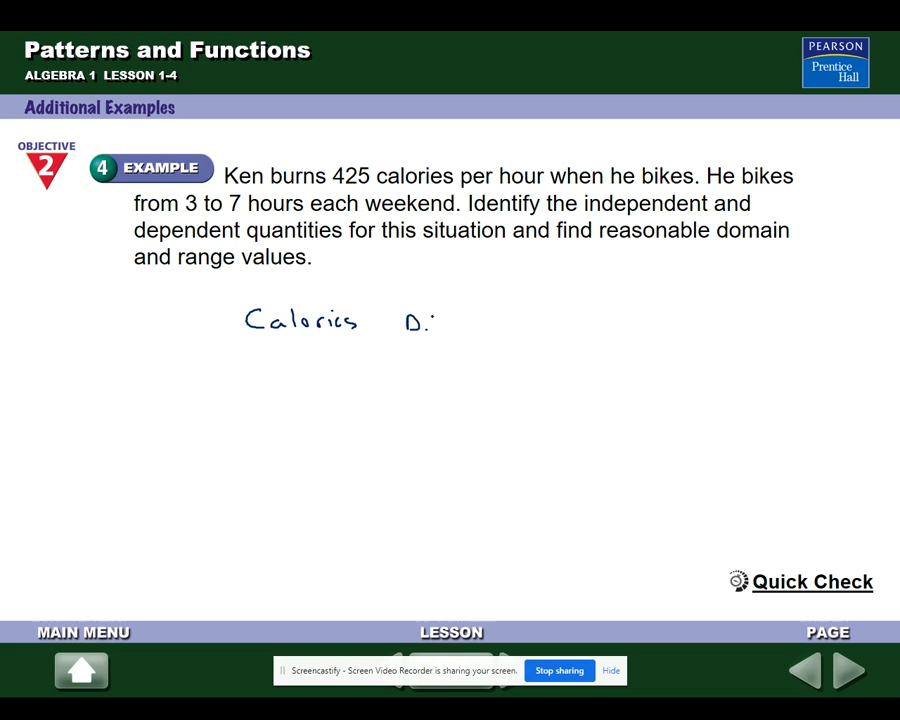 Patterns and Functions
ALGEBRA 1 LESSON 1-4
PEARSON
Prentice
Hall
Additional Examples
OBJECTIVE
2
4 EXAMPLE
Ken burns 425 calories per hour when he bikes. He bikes
from 3 to 7 hours each weekend. Identify the independent and
dependent quantities for this situation and find reasonable domain
and range values.
Calories D:
Quick Check
MAIN MENU
LESSON
PAGE
Screencastify - Screen Video Recorder is sharing your screen.
Stop sharing
Hide